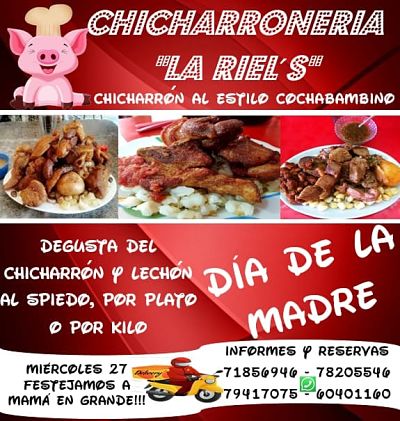 CHICHARRONERIA
"LA RIEL´S"
CHICHARRÓN AL ESTILO COCHABAMBINO
DEGUSTA DEL
CHICHARRÓN Y LECHÓN
AL SPIEDO, POR PLATO
O POR KILO
DÍA DE LA
MADRE
MIÉRCOLES 27
FESTEJAMOS A
MAMÁ EN GRANDE!!!
Delivery
INFORMES Y RESERVAS
71856946 - 78205546
79417075 - 60401160